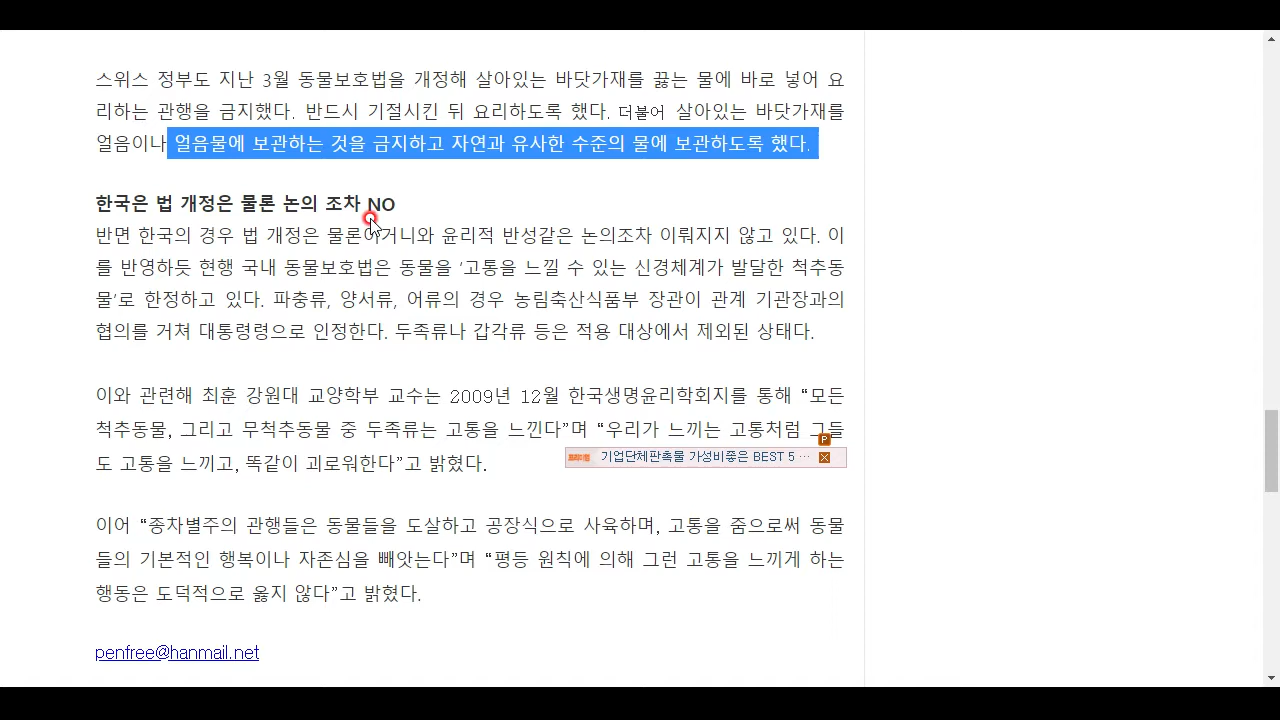 스위스 정부도 지난 3월 동물보호법을 개정해 살아있는 바닷가재를 끓는 물에 바로 넣어 요
리하는 관행을 금지했다. 반드시 기절시킨 뒤 요리하도록 했다. 더불어 살아있는 바닷가재를
얼음이나 얼음물에 보관하는 것을 금지하고 자연과 유사한 수준의 물에 보관하도록 했다.
한국은 법 개정은 물론 논의 조차 NO
반면 한국의 경우 법 개정은 물론이거니와 윤리적 반성같은 논의조차 이뤄지지 않고 있다. 이
를 반영하듯 현행 국내 동물보호법은 동물을 ‘고통을 느낄 수 있는 신경체계가 발달한 척추동
물’로 한정하고 있다. 파충류, 양서류, 어류의 경우 농림축산식품부 장관이 관계 기관장과의
협의를 거쳐 대통령령으로 인정한다. 두족류나 갑각류 등은 적용 대상에서 제외된 상태다.
이와 관련해 최훈 강원대 교양학부 교수는 2009년 12월 한국생명윤리학회지를 통해 “모든
척추동물, 그리고 무척추동물 중 두족류는 고통을 느낀다”며 “우리가 느끼는 고통처럼 그들
P
기업단체판촉물 가성비좋은 BEST 5 ...
도 고통을 느끼고, 똑같이 괴로워한다”고 밝혔다.
이어 “종차별주의 관행들은 동물들을 도살하고 공장식으로 사육하며, 고통을 줌으로써 동물
들의 기본적인 행복이나 자존심을 빼앗는다”며 “평등 원칙에 의해 그런 고통을 느끼게 하는
행동은 도덕적으로 옳지 않다”고 밝혔다.
penfree@hanmail.net